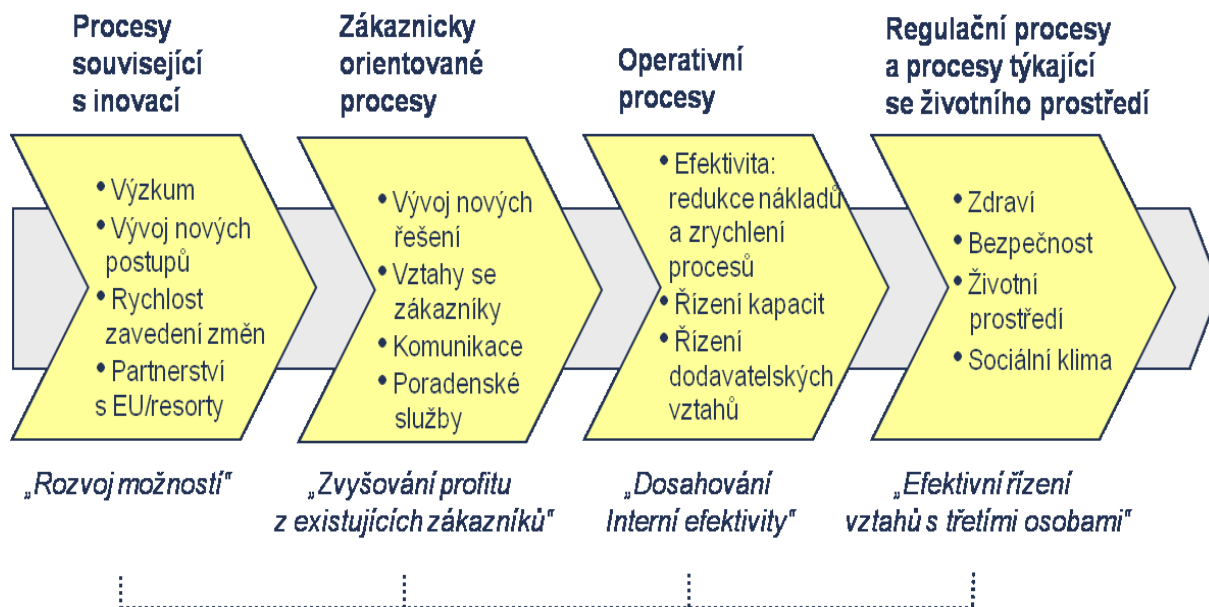 Procesy
související
s inovací
• Výzkum
• Vývoj nových
postupů
• Rychlost
zavedení změn
• Partnerství
s EU/resorty
„Rozvoj možností"
Zákaznicky
orientované
procesy
• Vývoj nových
řešení
• Vztahy se
zákazníky
• Komunikace
• Poradenské
služby
„Zvyšování profitu
z existujících zákazníků"
Operativní
procesy
• Efektivita:
redukce nákladů
a zrychlení
procesů
• Řízení kapacit
• Řízení
dodavatelských
vztahů
„Dosahování
Interní efektivity"
Regulační procesy
a procesy týkající
se životního prostředí
• Zdraví
• Bezpečnost
• Životní
prostředí
• Sociální klima
„Efektivní řízení
vztahů s třetími osobami"